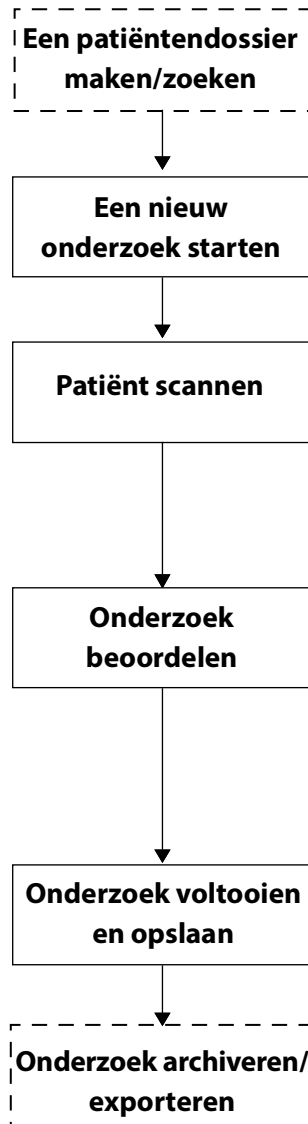 Een patiëntendossier
maken/zoeken
Een nieuw
onderzoek starten
Patiënt scannen
Onderzoek
beoordelen
Onderzoek voltooien
en opslaan
Onderzoek archiveren/
exporteren